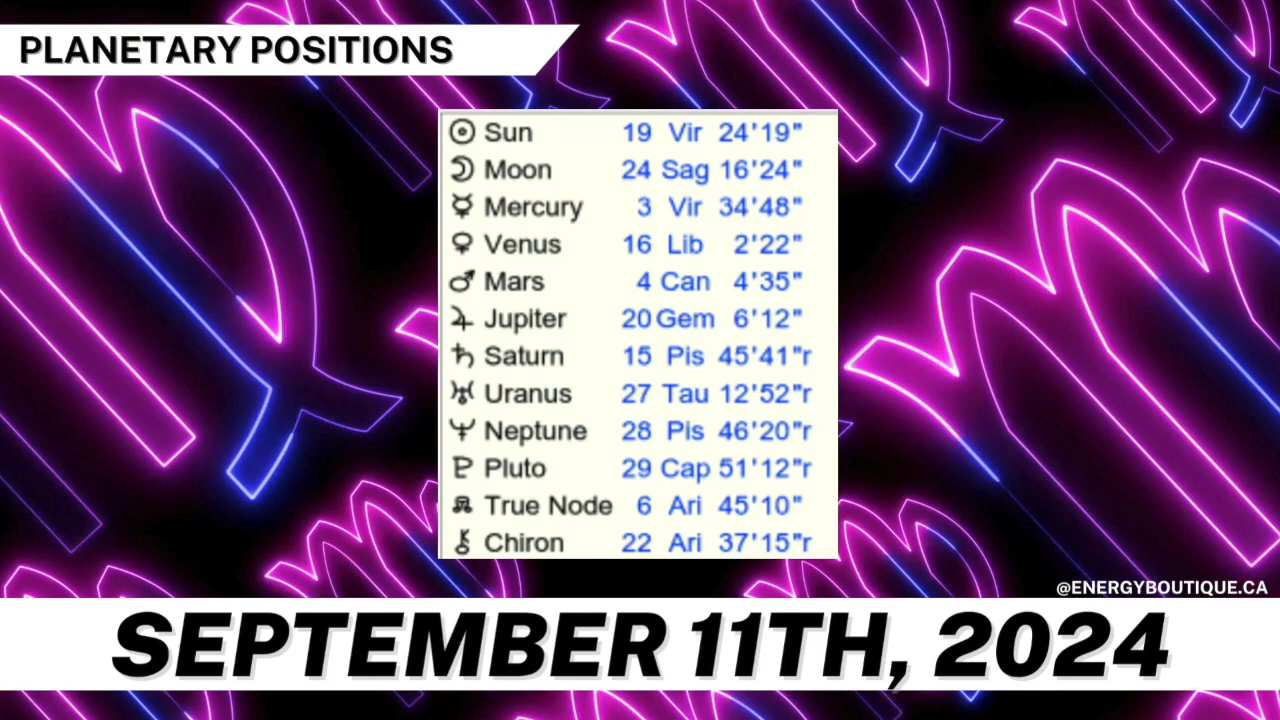 PLANETARY POSITIONS
Sun 19 Vir 24'19"
Moon 24 Sag 16'24"
Mercury 3 Vir 34'48"
Venus 16 Lib 2'22"
Mars 4 Can 4'35"
Jupiter 20 Gem 6'12"
Saturn 15 Pis 45'41"r
Uranus 27 Tau 12'52"r
Neptune 28 Pis 46'20"r
Pluto 29 Cap 51'12"r
True Node 6 Ari 45'10"
Chiron 22 Ari 37'15"r
@ENERGYBOUTIQUE.CA
SEPTEMBER 11TH, 2024